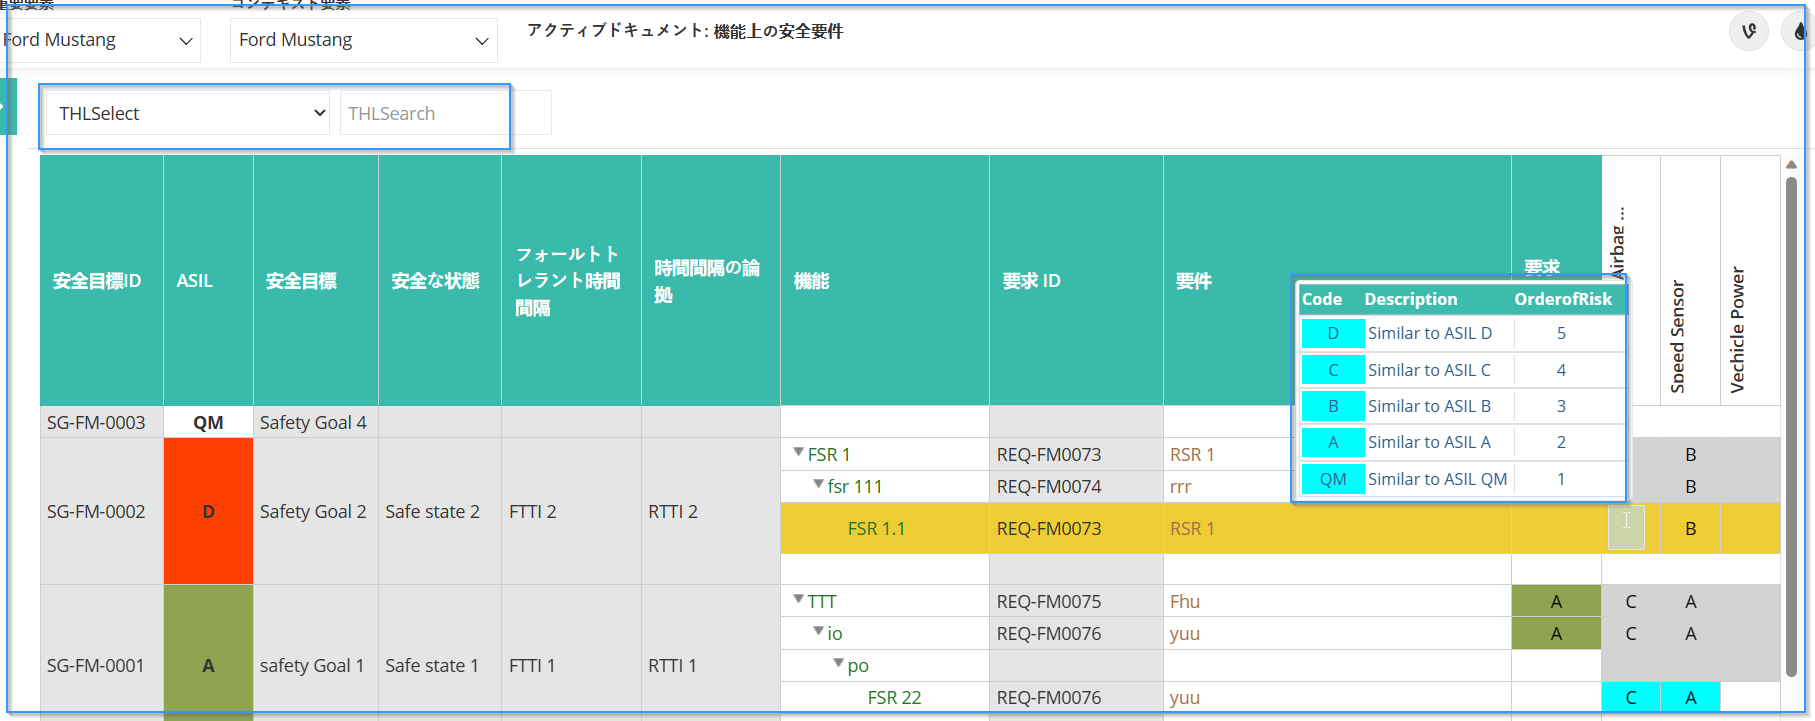 コンテキスト要素
Ford Mustang
Ford Mustang
アクティブドキュメント: 機能上の安全要件
THLSelect
THLSearch
安全目標ID
ASIL
安全目標
安全な状態
フォールトト
レラント時間
間隔
時間間隔の論
拠
機能
要求 ID
要件
要求
Airbag ...
Speed Sensor
Vechicle Power
Code Description OrderofRisk
D Similar to ASIL D 5
C Similar to ASIL C 4
B Similar to ASIL B 3
A Similar to ASIL A 2
QM Similar to ASIL QM 1
SG-FM-0003 QM Safety Goal 4
SG-FM-0002 D Safety Goal 2 Safe state 2 FTTI 2 RTTI 2
FSR 1 REQ-FM0073 RSR 1 B
fsr 111 REQ-FM0074 rrr B
FSR 1.1 REQ-FM0073 RSR 1 B
SG-FM-0001 A safety Goal 1 Safe state 1 FTTI 1 RTTI 1
TTT REQ-FM0075 Fhu A C A
io REQ-FM0076 yuu A C A
po
FSR 22 REQ-FM0076 yuu C A